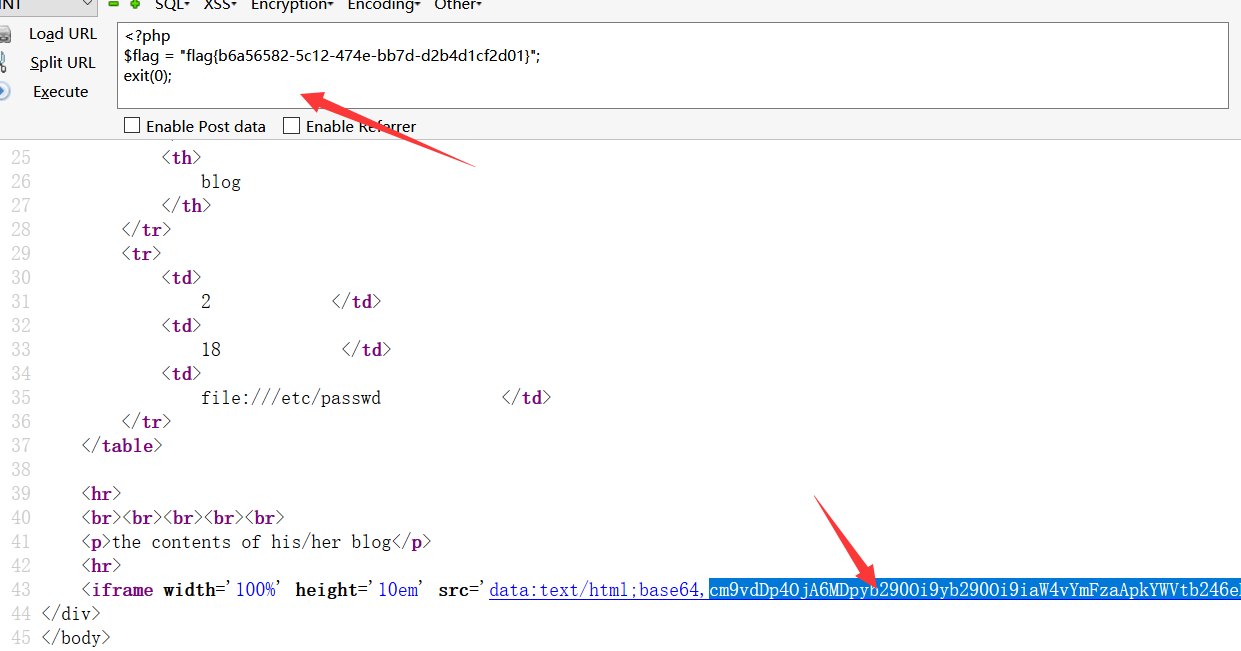 SQL▾ XSS▾ Encryption▾ Encoding▾ Other▾
Load URL
Split URL
Execute
<?php
$flag = "flag{b6a56582-5c12-474e-bb7d-d2b4d1cf2d01}";
exit(0);
Enable Post data Enable Referrer
25 <th>
26 blog
27 </th>
28 </tr>
29 <tr>
30 <td>
31 2 </td>
32 <td>
33 18 </td>
34 <td>
35 file:///etc/passwd </td>
36 </tr>
37 </table>
38
39 <hr>
40 <br><br><br><br><br>
41 <p>the contents of his/her blog</p>
42 <hr>
43 <iframe width='100%' height='10em' src='data:text/html;base64,cm9vdDp4OjA6MDpyb290Oi9yb290Oi9iaW4vYmFzaApkYWVtb246e
44 </div>
45 </body>